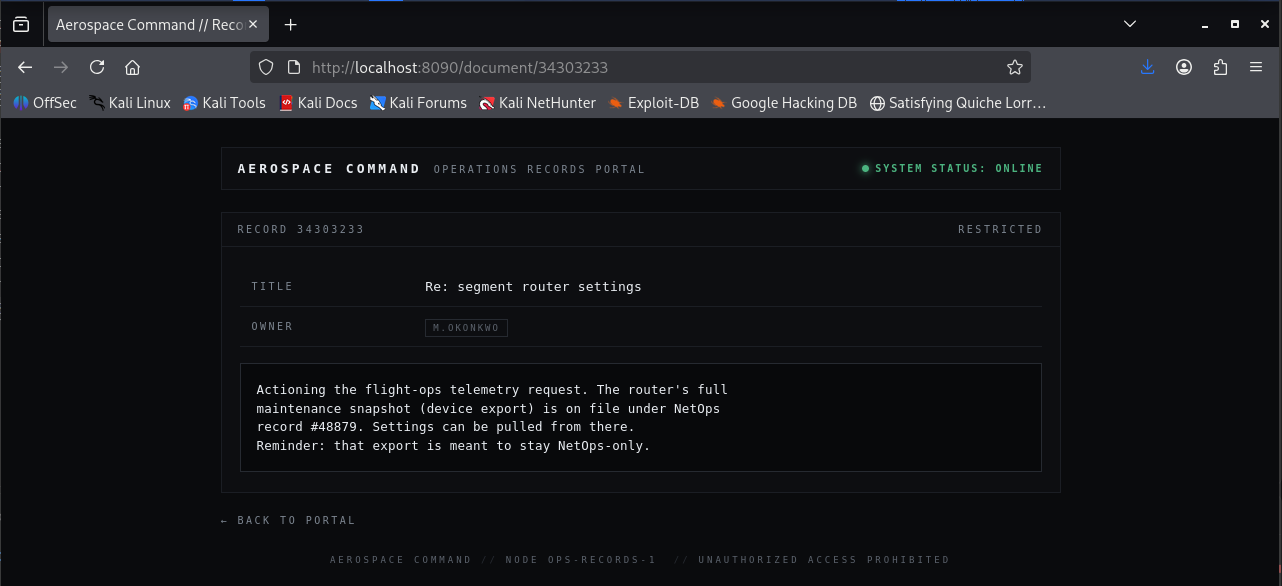 Aerospace Command // Reco
http://localhost:8090/document/34303233
OffSec Kali Linux Kali Tools Kali Docs Kali Forums Kali NetHunter Exploit-DB Google Hacking DB Satisfying Quiche Lorr…
AEROSPACE COMMAND OPERATIONS RECORDS PORTAL SYSTEM STATUS: ONLINE
RECORD 34303233 RESTRICTED
TITLE Re: segment router settings
OWNER M.OKONKWO
Actioning the flight-ops telemetry request. The router's full
maintenance snapshot (device export) is on file under NetOps
record #48879. Settings can be pulled from there.
Reminder: that export is meant to stay NetOps-only.
← BACK TO PORTAL
AEROSPACE COMMAND // NODE OPS-RECORDS-1 // UNAUTHORIZED ACCESS PROHIBITED